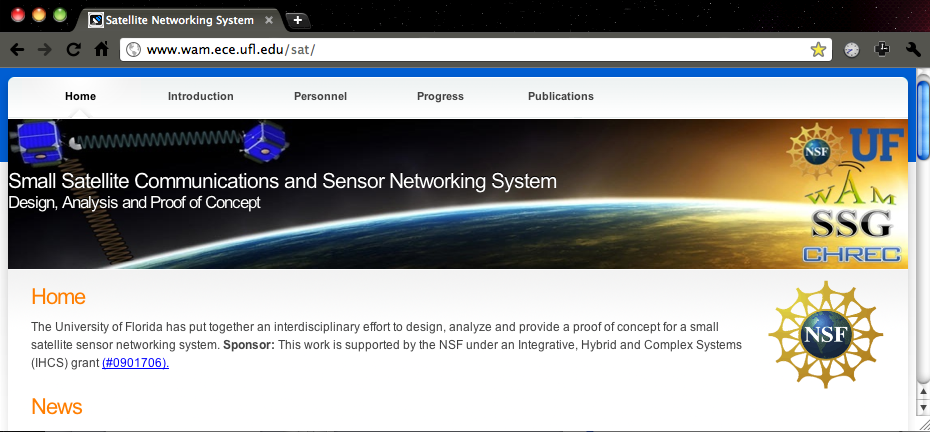 Satellite Networking System
www.wam.ece.ufl.edu/sat/
Home Introduction Personnel Progress Publications
NSF UF
WAM
Small Satellite Communications and Sensor Networking System
Design, Analysis and Proof of Concept
SSG
CHREC
Home
The University of Florida has put together an interdisciplinary effort to design, analyze and provide a proof of concept for a small
satellite sensor networking system. Sponsor: This work is supported by the NSF under an Integrative, Hybrid and Complex Systems
(IHCS) grant (#0901706).
NSF
News